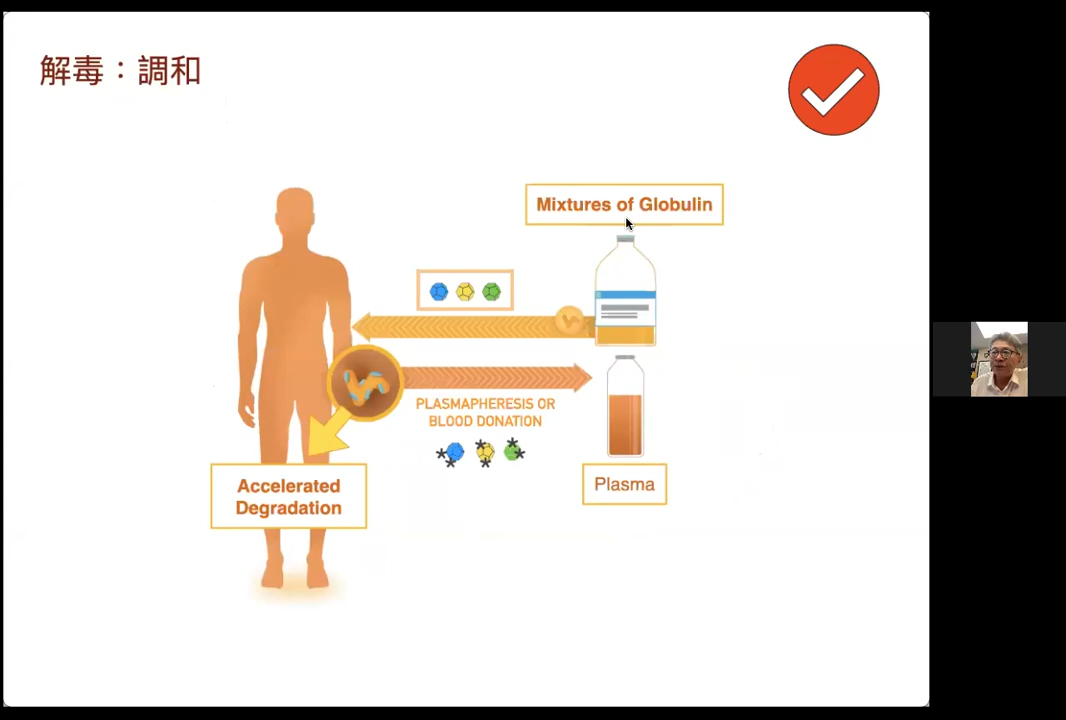 解毒：調和
Mixtures of Globulin
PLASMAPHERESIS OR
BLOOD DONATION
Accelerated
Degradation
Plasma